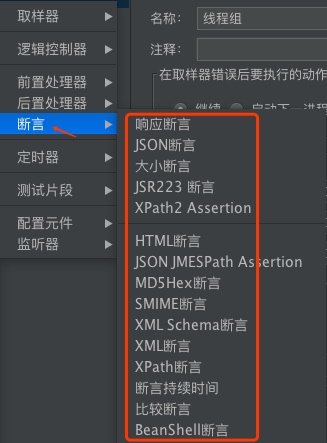 取样器
逻辑控制器
前置处理器
后置处理器
断言
定时器
测试片段
配置元件
监听器
名称： 线程组
注释：
在取样器错误后要执行的动作
继续 启动下一进程
响应断言
JSON断言
大小断言
JSR223 断言
XPath2 Assertion
HTML断言
JSON JMESPath Assertion
MD5Hex断言
SMIME断言
XML Schema断言
XML断言
XPath断言
断言持续时间
比较断言
BeanShell断言